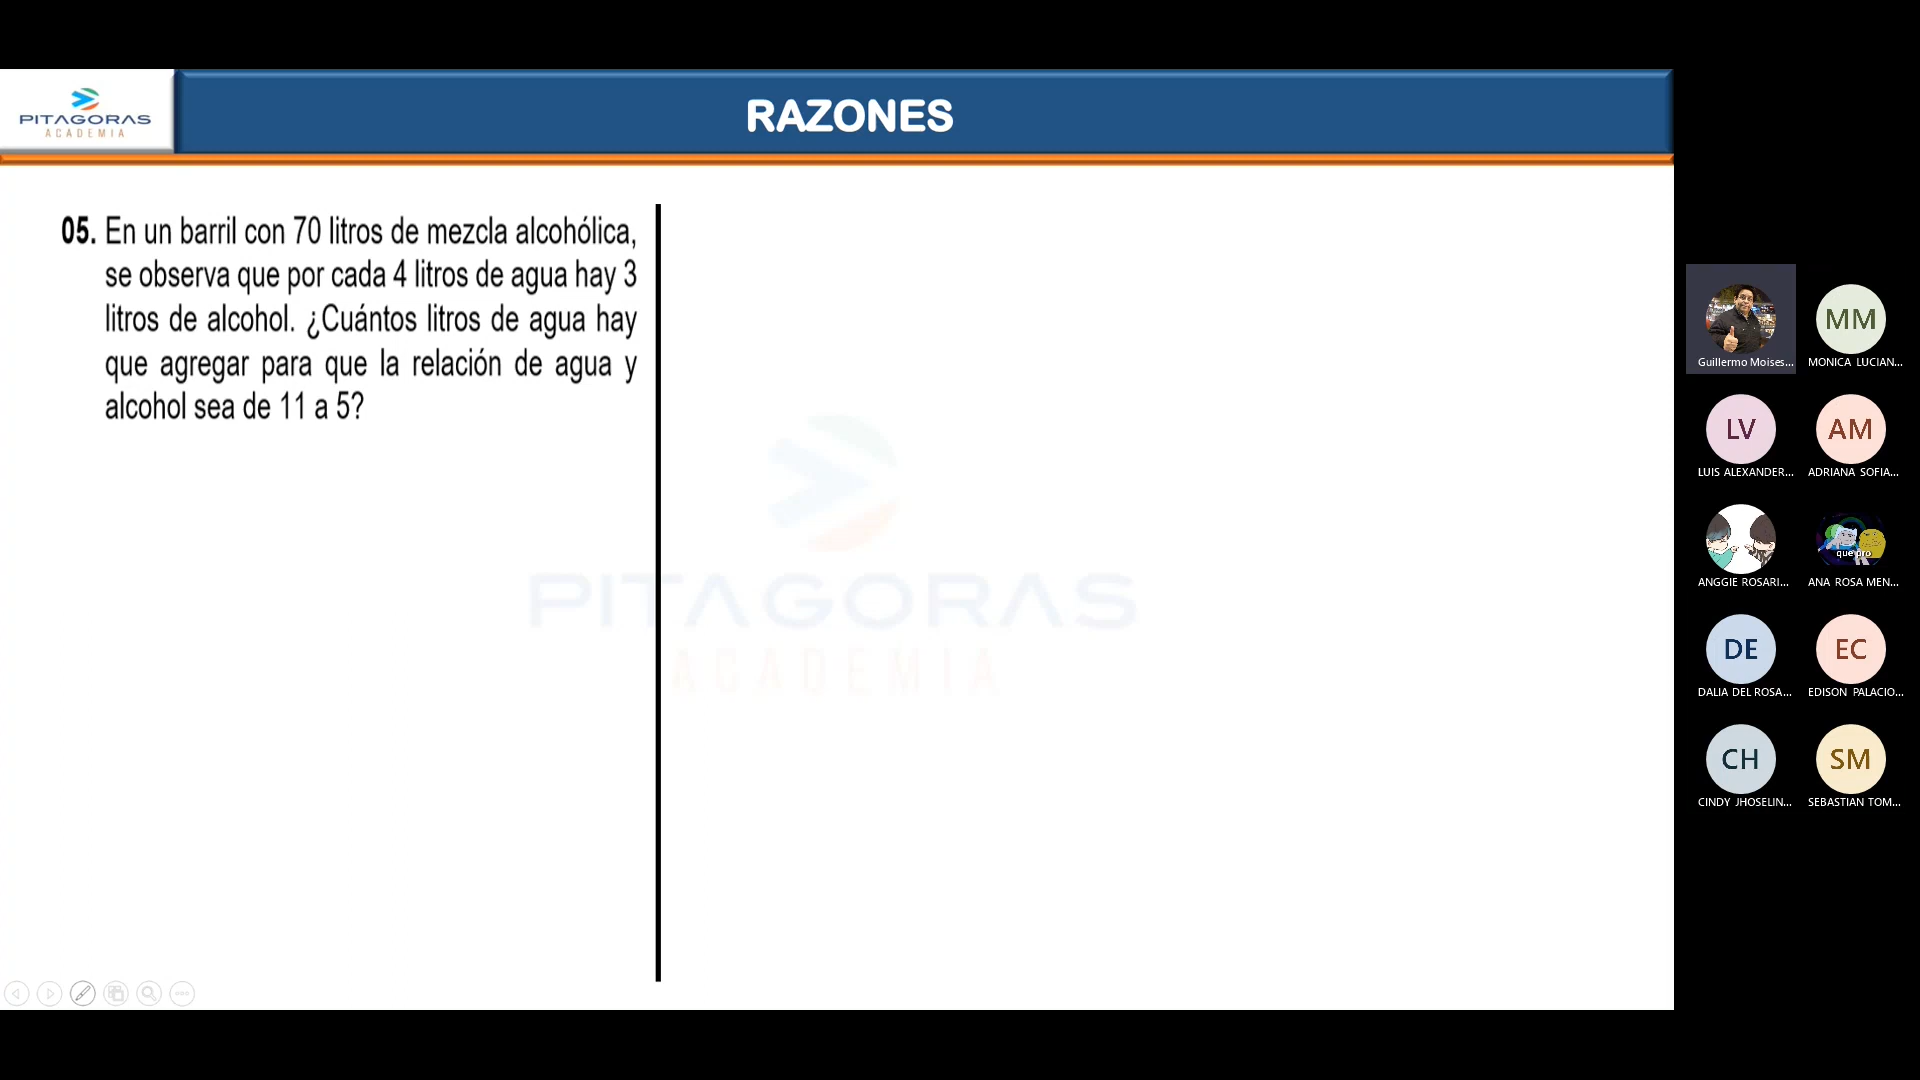 PITAGORAS
ACADEMIA
RAZONES
05. En un barril con 70 litros de mezcla alcohólica,
se observa que por cada 4 litros de agua hay 3
litros de alcohol. ¿Cuántos litros de agua hay
que agregar para que la relación de agua y
alcohol sea de 11 a 5?
PITAGORAS
ACADEMIA
Guillermo Moises...
MM
MONICA LUCIAN...
LV
LUIS ALEXANDER...
AM
ADRIANA SOFIA...
ANGGIE ROSARI...
que pro
ANA ROSA MEN...
DE
DALIA DEL ROSA...
EC
EDISON PALACIO...
CH
CINDY JHOSELIN...
SM
SEBASTIAN TOM...